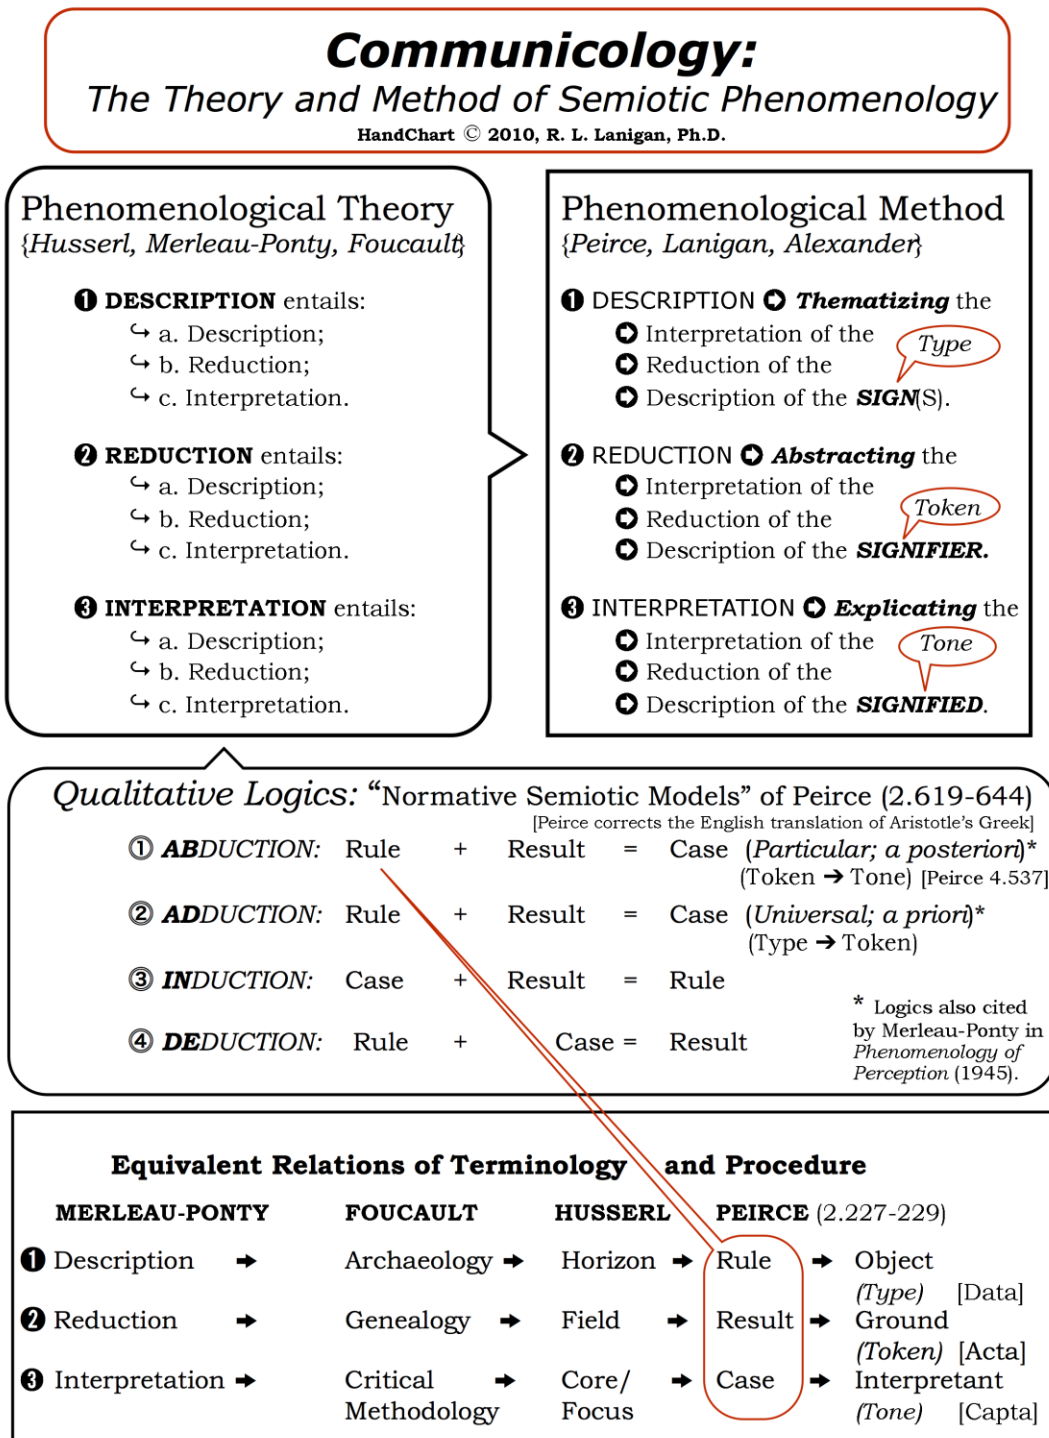 Communicology:
The Theory and Method of Semiotic Phenomenology
HandChart © 2010, R. L. Lanigan, Ph.D.
Phenomenological Theory
{Husserl, Merleau-Ponty, Foucault}
❶ DESCRIPTION entails:
↪ a. Description;
↪ b. Reduction;
↪ c. Interpretation.
❷ REDUCTION entails:
↪ a. Description;
↪ b. Reduction;
↪ c. Interpretation.
❸ INTERPRETATION entails:
↪ a. Description;
↪ b. Reduction;
↪ c. Interpretation.
Phenomenological Method
{Peirce, Lanigan, Alexander}
❶ DESCRIPTION ➲ Thematizing the
➲ Interpretation of the
Type
➲ Reduction of the
➲ Description of the SIGN(S).
❷ REDUCTION ➲ Abstracting the
➲ Interpretation of the
Token
➲ Reduction of the
➲ Description of the SIGNIFIER.
❸ INTERPRETATION ➲ Explicating the
➲ Interpretation of the
Tone
➲ Reduction of the
➲ Description of the SIGNIFIED.
Qualitative Logics: “Normative Semiotic Models” of Peirce (2.619-644)
[Peirce corrects the English translation of Aristotle’s Greek]
① ABDUCTION: Rule + Result = Case (Particular; a posteriori)*
(Token ➔ Tone) [Peirce 4.537]
② ADDUCTION: Rule + Result = Case (Universal; a priori)*
(Type ➔ Token)
③ INDUCTION: Case + Result = Rule
④ DEDUCTION: Rule + Case = Result
* Logics also cited
by Merleau-Ponty in
Phenomenology of
Perception (1945).
Equivalent Relations of Terminology and Procedure
MERLEAU-PONTY FOUCAULT HUSSERL PEIRCE (2.227-229)
❶ Description ➔ Archaeology ➔ Horizon ➔ Rule ➔ Object
(Type) [Data]
❷ Reduction ➔ Genealogy ➔ Field ➔ Result ➔ Ground
(Token) [Acta]
❸ Interpretation ➔ Critical ➔ Core/ ➔ Case ➔ Interpretant
Methodology Focus (Tone) [Capta]